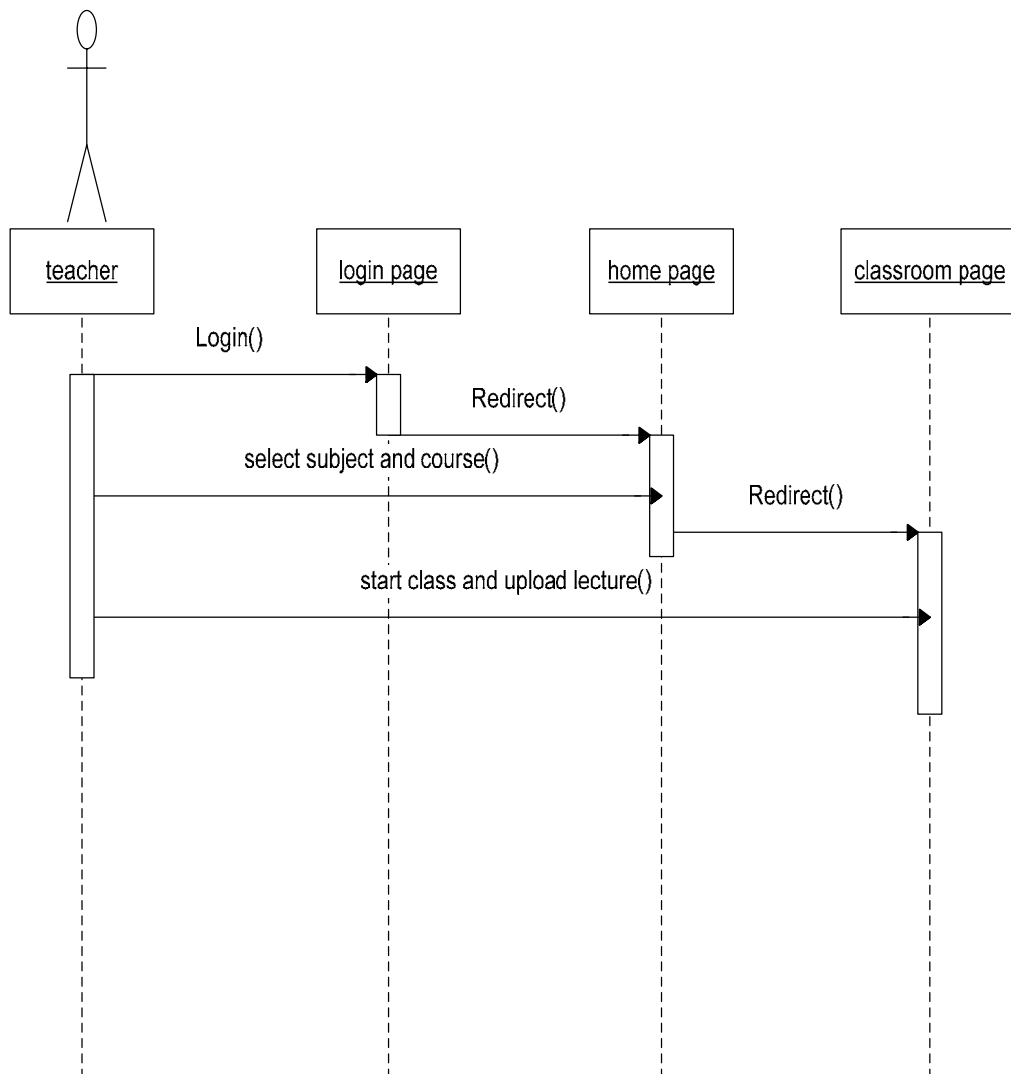 teacher
login page
home page
classroom page
Login()
Redirect()
select subject and course()
Redirect()
start class and upload lecture()